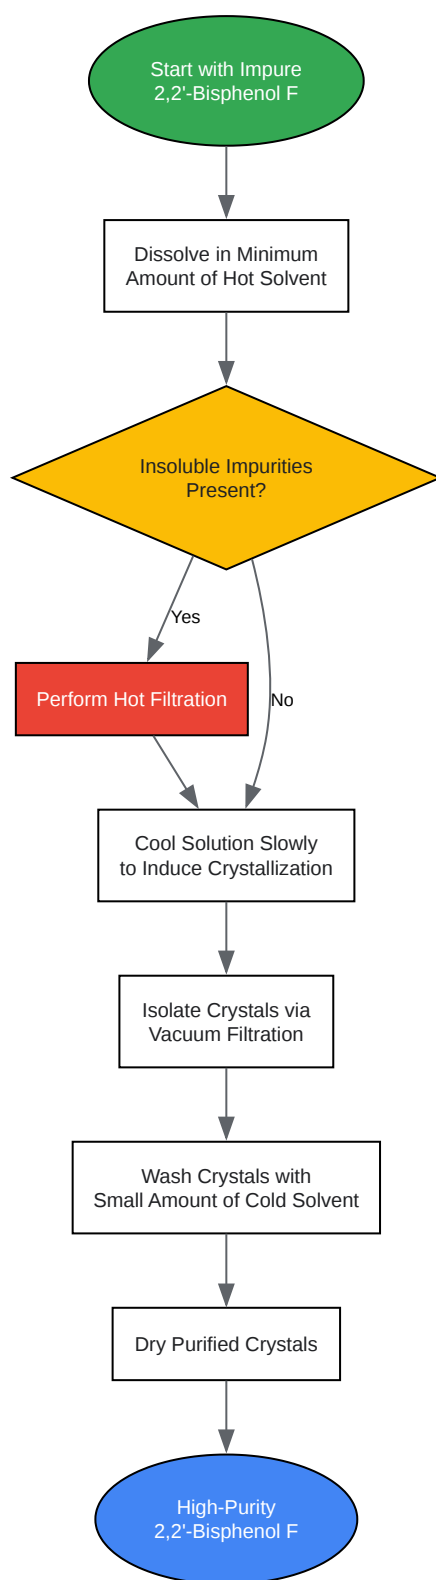 Start with Impure
2,2'-Bisphenol F
Dissolve in Minimum
Amount of Hot Solvent
Insoluble Impurities
Present?
Yes
Perform Hot Filtration
No
Cool Solution Slowly
to Induce Crystallization
Isolate Crystals via
Vacuum Filtration
Wash Crystals with
Small Amount of Cold Solvent
Dry Purified Crystals
High-Purity
2,2'-Bisphenol F